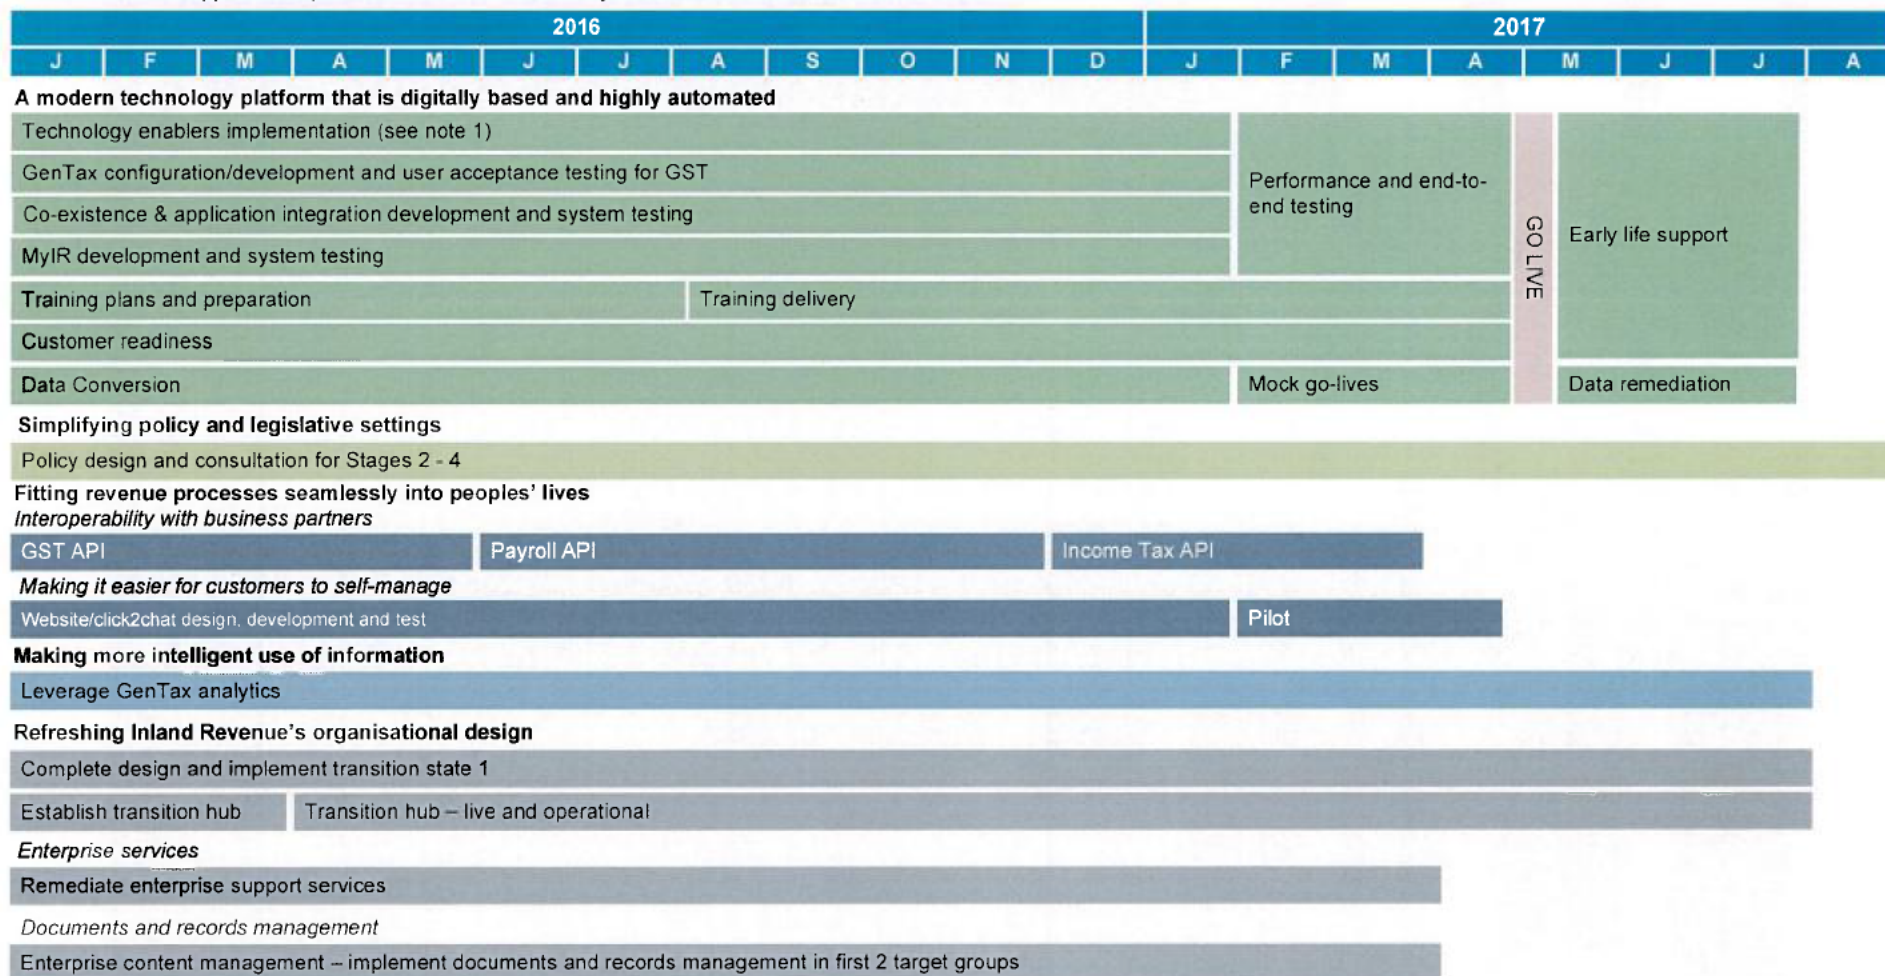 2016 2017
J F M A M J J A S O N D J F M A M J J A
A modern technology platform that is digitally based and highly automated
Technology enablers implementation (see note 1)
GenTax configuration/development and user acceptance testing for GST
Co-existence & application integration development and system testing
MyIR development and system testing
Performance and end-to-
end testing
GO LIVE
Early life support
Training plans and preparation Training delivery
Customer readiness
Data Conversion Mock go-lives Data remediation
Simplifying policy and legislative settings
Policy design and consultation for Stages 2 - 4
Fitting revenue processes seamlessly into peoples' lives
Interoperability with business partners
GST API Payroll API Income Tax API
Making it easier for customers to self-manage
Website/click2chat design, development and test Pilot
Making more intelligent use of information
Leverage GenTax analytics
Refreshing Inland Revenue's organisational design
Complete design and implement transition state 1
Establish transition hub Transition hub – live and operational
Enterprise services
Remediate enterprise support services
Documents and records management
Enterprise content management – implement documents and records management in first 2 target groups